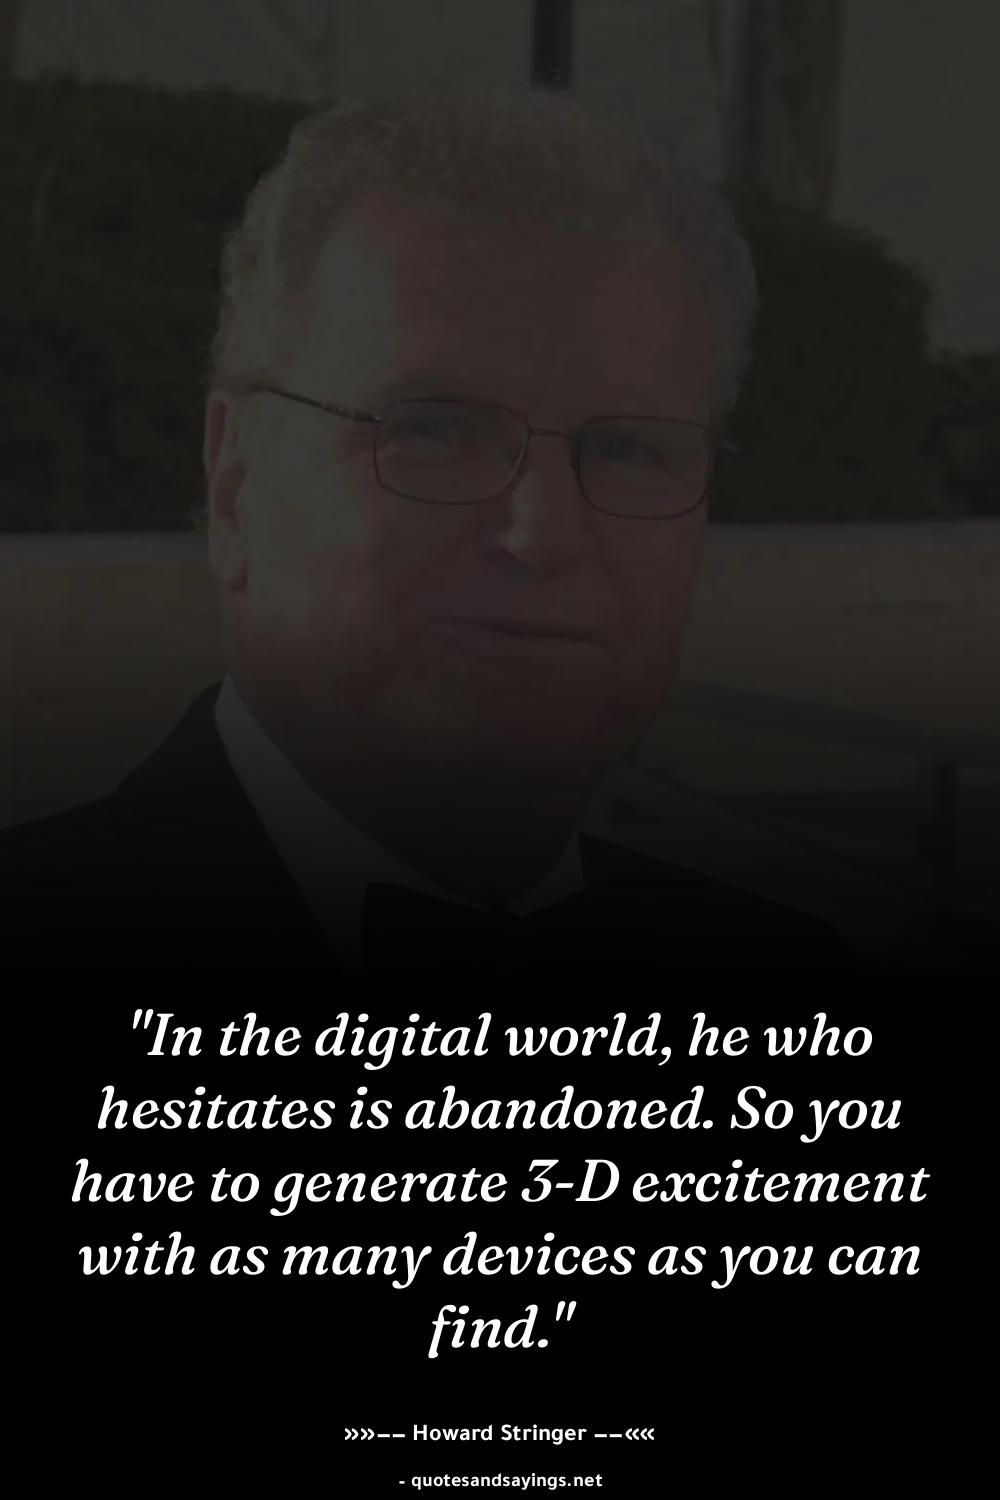 "In the digital world, he who
hesitates is abandoned. So you
have to generate 3-D excitement
with as many devices as you can
find."
»»–– Howard Stringer ––««
- quotesandsayings.net